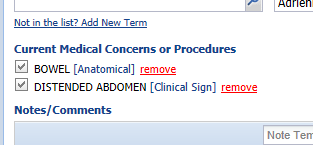 Adrien
Not in the list? Add New Term
Current Medical Concerns or Procedures
BOWEL [Anatomical] remove
DISTENDED ABDOMEN [Clinical Sign] remove
Notes/Comments
Note Tem